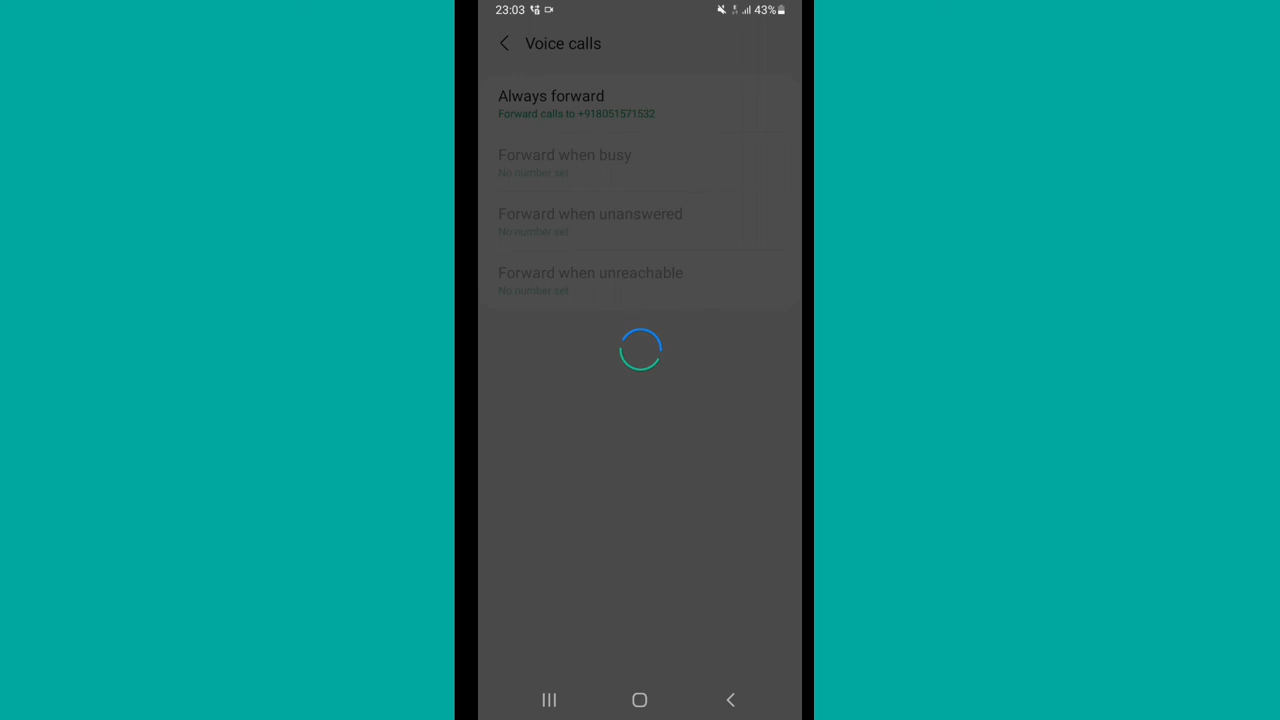 23:03
43%
Voice calls
Always forward
Forward calls to +918051571532
Forward when busy
No number set
Forward when unanswered
No number set
Forward when unreachable
No number set